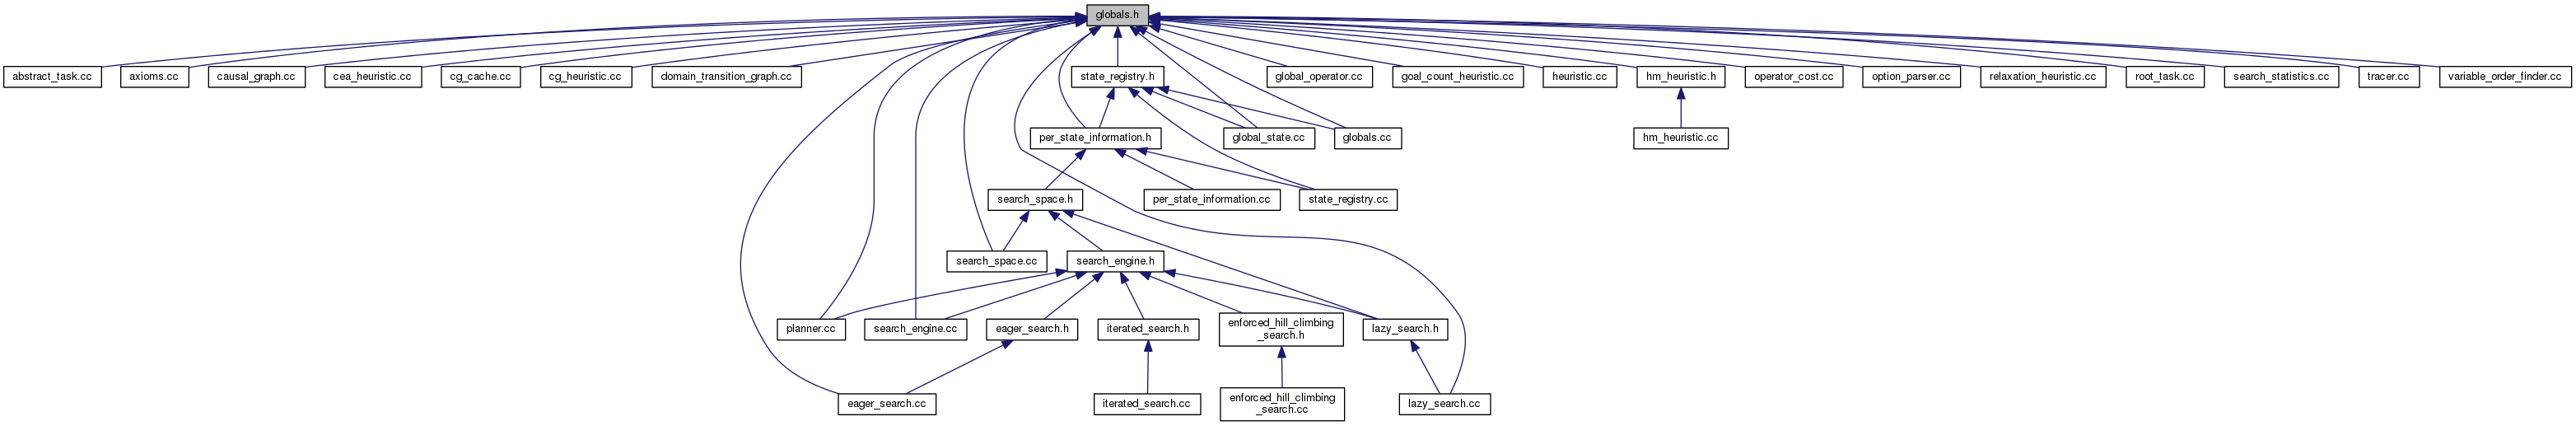 globals.h
abstract_task.cc
axioms.cc
causal_graph.cc
cea_heuristic.cc
cg_cache.cc
cg_heuristic.cc
domain_transition_graph.cc
state_registry.h
global_operator.cc
goal_count_heuristic.cc
heuristic.cc
hm_heuristic.h
operator_cost.cc
option_parser.cc
relaxation_heuristic.cc
root_task.cc
search_statistics.cc
tracer.cc
variable_order_finder.cc
per_state_information.h
global_state.cc
globals.cc
hm_heuristic.cc
search_space.h
per_state_information.cc
state_registry.cc
search_space.cc
search_engine.h
planner.cc
search_engine.cc
eager_search.h
iterated_search.h
enforced_hill_climbing
_search.h
lazy_search.h
eager_search.cc
iterated_search.cc
enforced_hill_climbing
_search.cc
lazy_search.cc